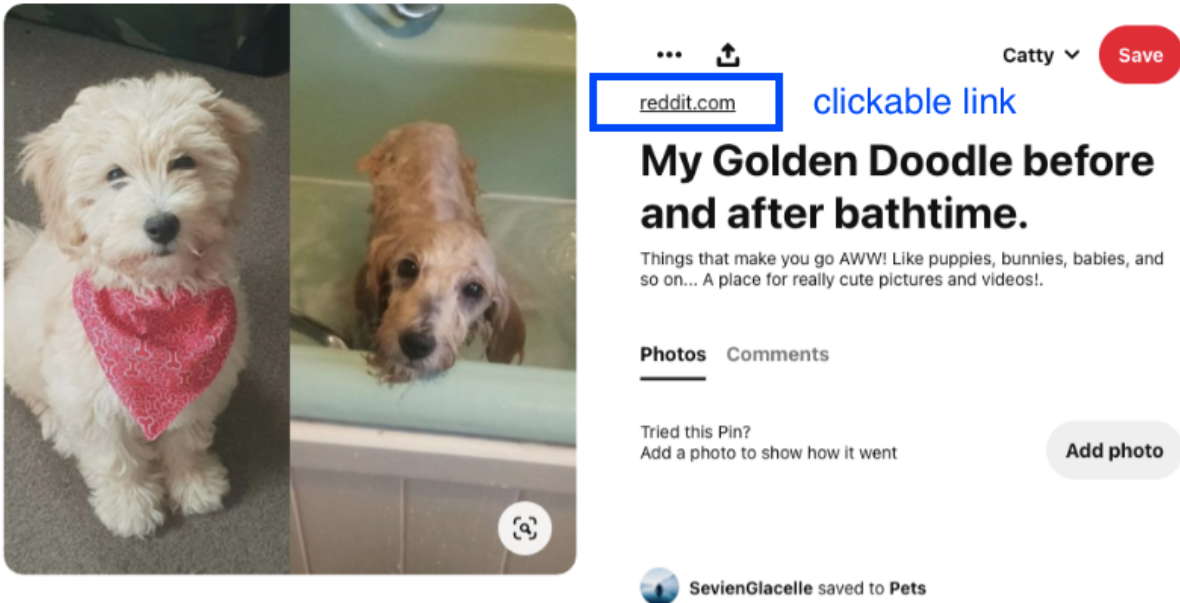 ••• Catty Save
reddit.com clickable link
My Golden Doodle before
and after bathtime.
Things that make you go AWW! Like puppies, bunnies, babies, and
so on... A place for really cute pictures and videos!.
Photos Comments
Tried this Pin?
Add a photo to show how it went
Add photo
SevienGlacelle saved to Pets